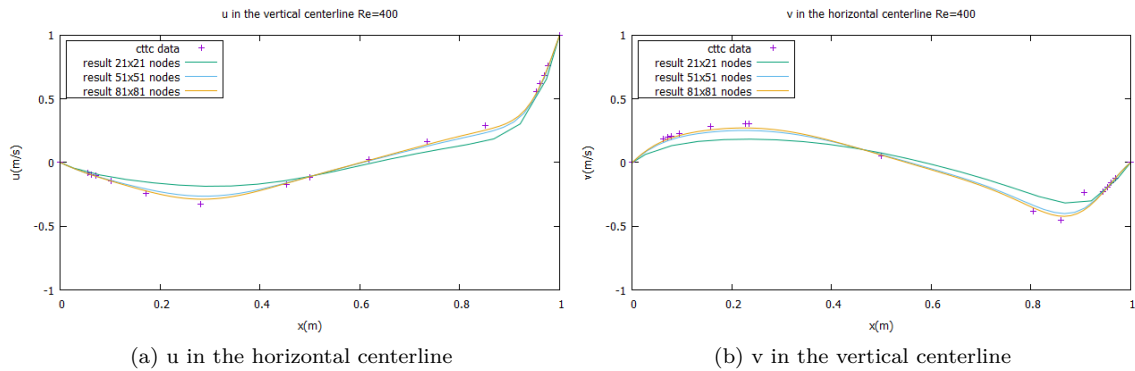 u in the vertical centerline Re=400
cttc data
result 21x21 nodes
result 51x51 nodes
result 81x81 nodes
1
0.5
0
-0.5
-1
u(m/s)
0 0.2 0.4 0.6 0.8 1
x(m)
(a) u in the horizontal centerline
v in the horizontal centerline Re=400
cttc data
result 21x21 nodes
result 51x51 nodes
result 81x81 nodes
1
0.5
0
-0.5
-1
v(m/s)
0 0.2 0.4 0.6 0.8 1
x(m)
(b) v in the vertical centerline